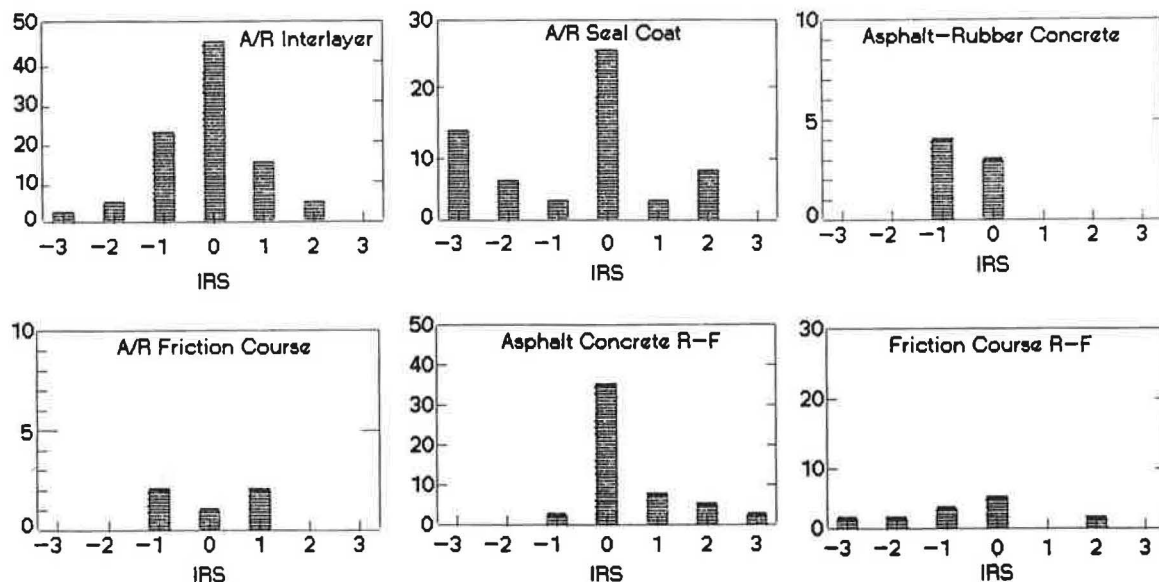 A/R Interlayer
50
40
30
20
10
0
-3 -2 -1 0 1 2 3
IRS
A/R Seal Coat
30
20
10
0
-3 -2 -1 0 1 2 3
IRS
Asphalt-Rubber Concrete
10
5
0
-3 -2 -1 0 1 2 3
IRS
A/R Friction Course
10
5
0
-3 -2 -1 0 1 2 3
IRS
Asphalt Concrete R-F
50
40
30
20
10
0
-3 -2 -1 0 1 2 3
IRS
Friction Course R-F
30
20
10
0
-3 -2 -1 0 1 2 3
IRS